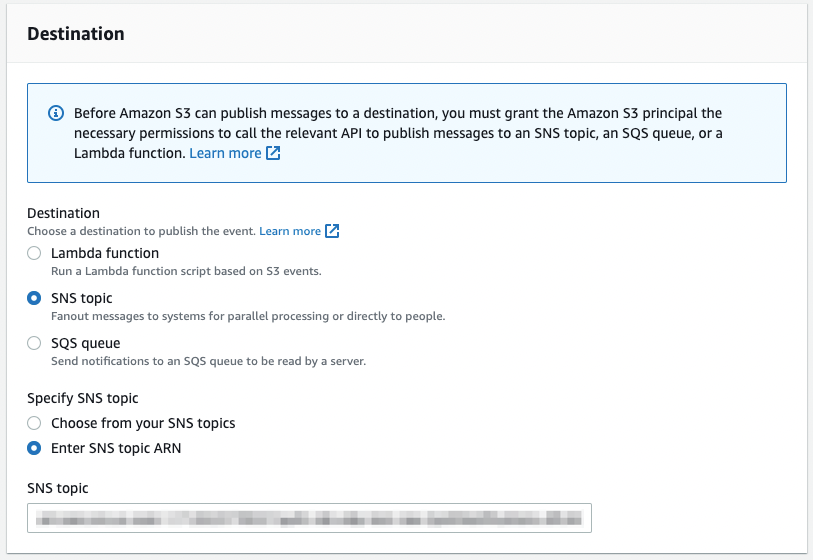 Destination
Before Amazon S3 can publish messages to a destination, you must grant the Amazon S3 principal the
necessary permissions to call the relevant API to publish messages to an SNS topic, an SQS queue, or a
Lambda function. Learn more
Destination
Choose a destination to publish the event. Learn more
Lambda function
Run a Lambda function script based on S3 events.
SNS topic
Fanout messages to systems for parallel processing or directly to people.
SQS queue
Send notifications to an SQS queue to be read by a server.
Specify SNS topic
Choose from your SNS topics
Enter SNS topic ARN
SNS topic